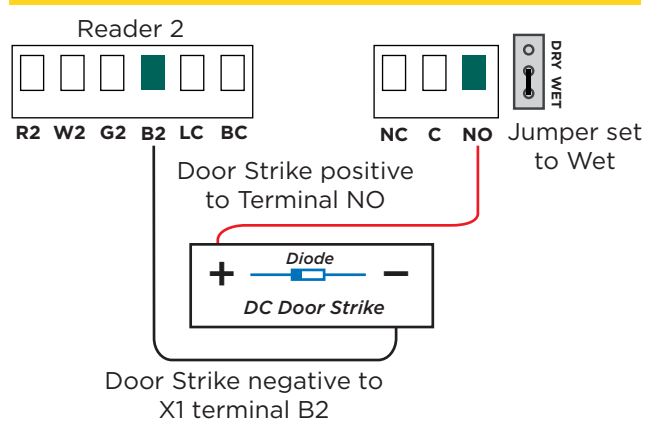 Reader 2
R2 W2 G2 B2 LC BC
NC C NO
DRY WET
Jumper set
to Wet
Door Strike positive
to Terminal NO
+ Diode −
DC Door Strike
Door Strike negative to
X1 terminal B2